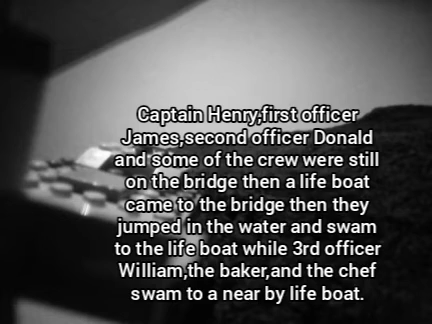 Captain Henry,first officer
James,second officer Donald
and some of the crew were still
on the bridge then a life boat
came to the bridge then they
jumped in the water and swam
to the life boat while 3rd officer
William,the baker,and the chef
swam to a near by life boat.